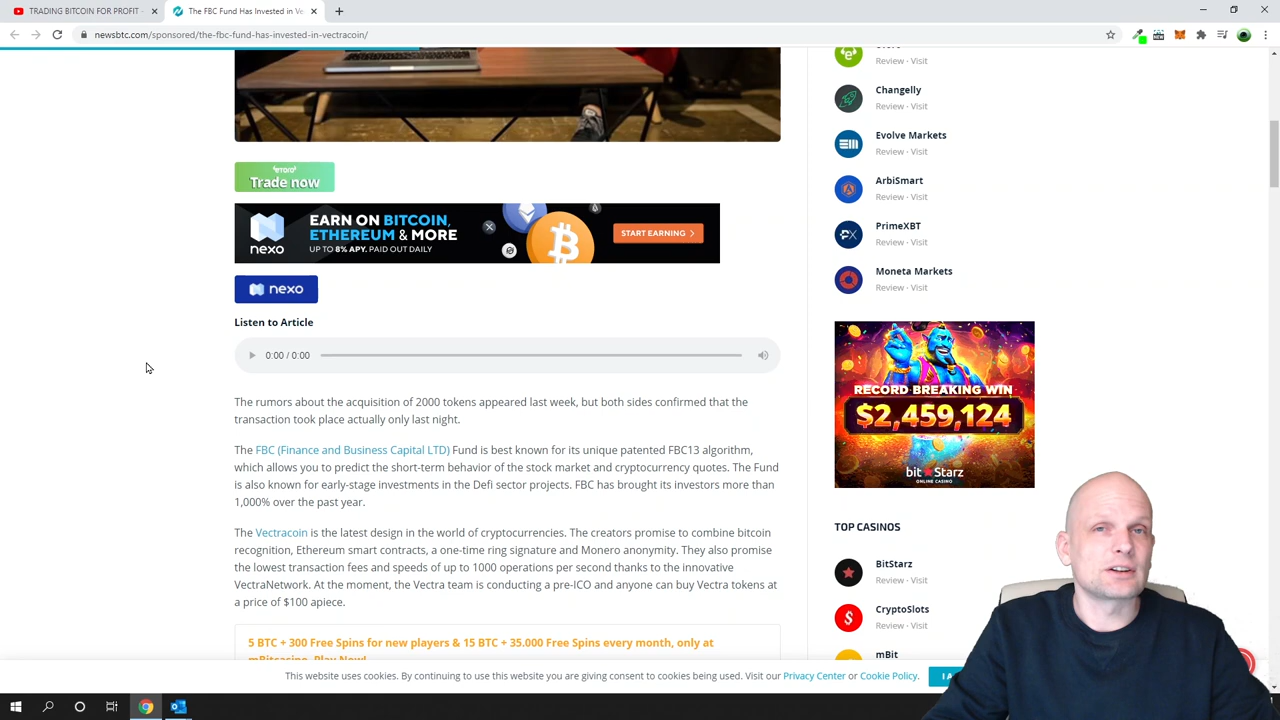 TRADING BITCOIN FOR PROFIT -
The FBC Fund Has Invested in Ve
newsbtc.com/sponsored/the-fbc-fund-has-invested-in-vectracoin/
Review - Visit
Changelly
Review - Visit
Evolve Markets
Review - Visit
ArbiSmart
Review - Visit
PrimeXBT
Review - Visit
Moneta Markets
Review - Visit
eToro
Trade now
nexo
EARN ON BITCOIN,
ETHEREUM & MORE
UP TO 8% APY. PAID OUT DAILY
START EARNING >
nexo
Listen to Article
0:00 / 0:00
The rumors about the acquisition of 2000 tokens appeared last week, but both sides confirmed that the
transaction took place actually only last night.
The FBC (Finance and Business Capital LTD) Fund is best known for its unique patented FBC13 algorithm,
which allows you to predict the short-term behavior of the stock market and cryptocurrency quotes. The Fund
is also known for early-stage investments in the Defi sector projects. FBC has brought its investors more than
1,000% over the past year.
The Vectracoin is the latest design in the world of cryptocurrencies. The creators promise to combine bitcoin
recognition, Ethereum smart contracts, a one-time ring signature and Monero anonymity. They also promise
the lowest transaction fees and speeds of up to 1000 operations per second thanks to the innovative
VectraNetwork. At the moment, the Vectra team is conducting a pre-ICO and anyone can buy Vectra tokens
at a price of $100 apiece.
5 BTC + 300 Free Spins for new players & 15 BTC + 35.000 Free Spins every month, only at
mBitcasino. Play Now!
RECORD BREAKING WIN
$2,459,124
bit Starz
ONLINE CASINO
TOP CASINOS
BitStarz
Review - Visit
CryptoSlots
Review - Visit
mBit
This website uses cookies. By continuing to use this website you are giving consent to cookies being used. Visit our Privacy Center or Cookie Policy.